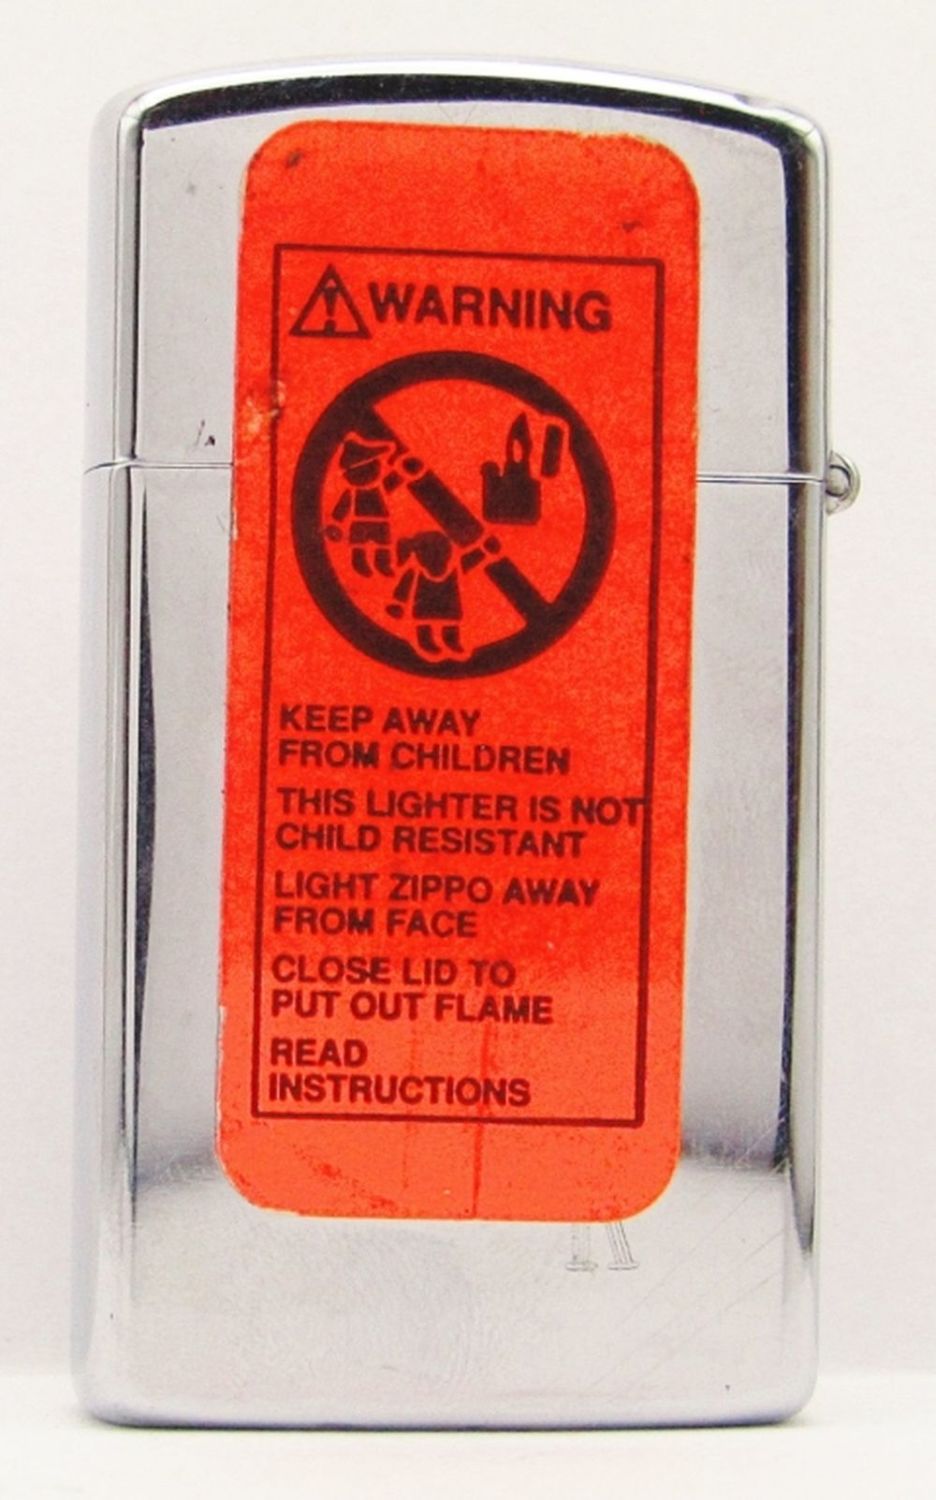 WARNING
KEEP AWAY
FROM CHILDREN
THIS LIGHTER IS NOT
CHILD RESISTANT
LIGHT ZIPPO AWAY
FROM FACE
CLOSE LID TO
PUT OUT FLAME
READ
INSTRUCTIONS